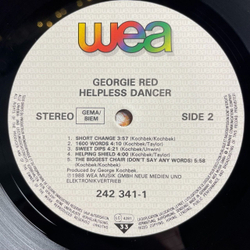 wea
GEORGIE RED
HELPLESS DANCER
STEREO GEMA/ BIEM SIDE 2
1. SHORT CHANGE 3:57 (Kochbek/Kochbek)
2. 1600 WORDS 4:10 (Kochbek/Taylor)
3. SWEET DIPS 4:21 (Kochbek/Unwin)
4. HELPING SHIELD 4:00 (Kochbek/Taylor)
5. THE BIGGEST CHAIR (DON'T SAY ANY WORDS) 5:58
(Kochbek/Kochbek)
Produced by George Kochbek.
℗1988 WEA MUSIK GMBH NEUE MEDIEN UND
ELEKTRONIKVERTRIEB
242 341-1
33